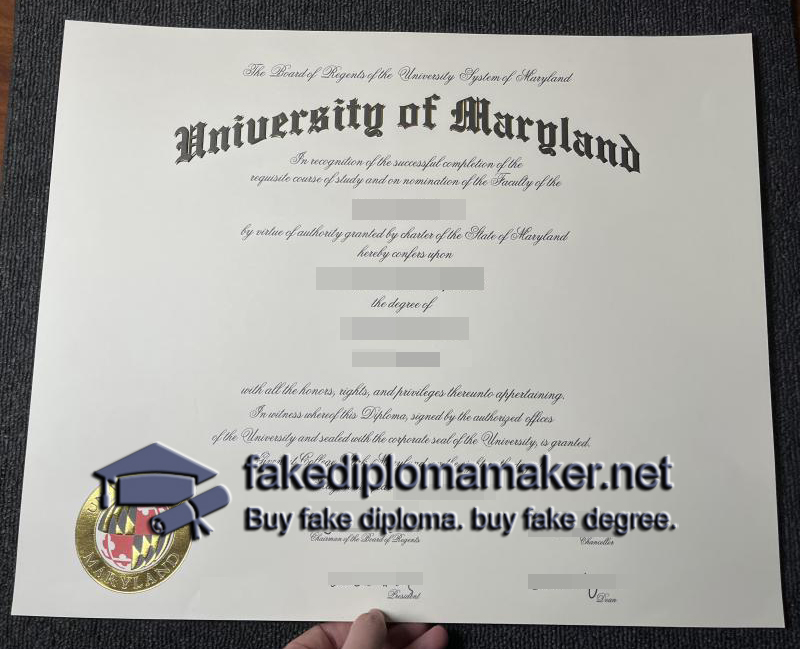 The Board of Regents of the University System of Maryland
University of Maryland
In recognition of the successful completion of the
requisite course of study and on nomination of the Faculty of the
by virtue of authority granted by charter of the State of Maryland
hereby confers upon
the degree of
with all the honors, rights, and privileges thereunto appertaining.
In witness whereof this Diploma, signed by the authorized offices
of the University and sealed with the corporate seal of the University, is granted.
fakediplomamaker.net
Buy fake diploma. buy fake degree.
MARYLAND
Chairman of the Board of Regents
Chancellor
President
Dean